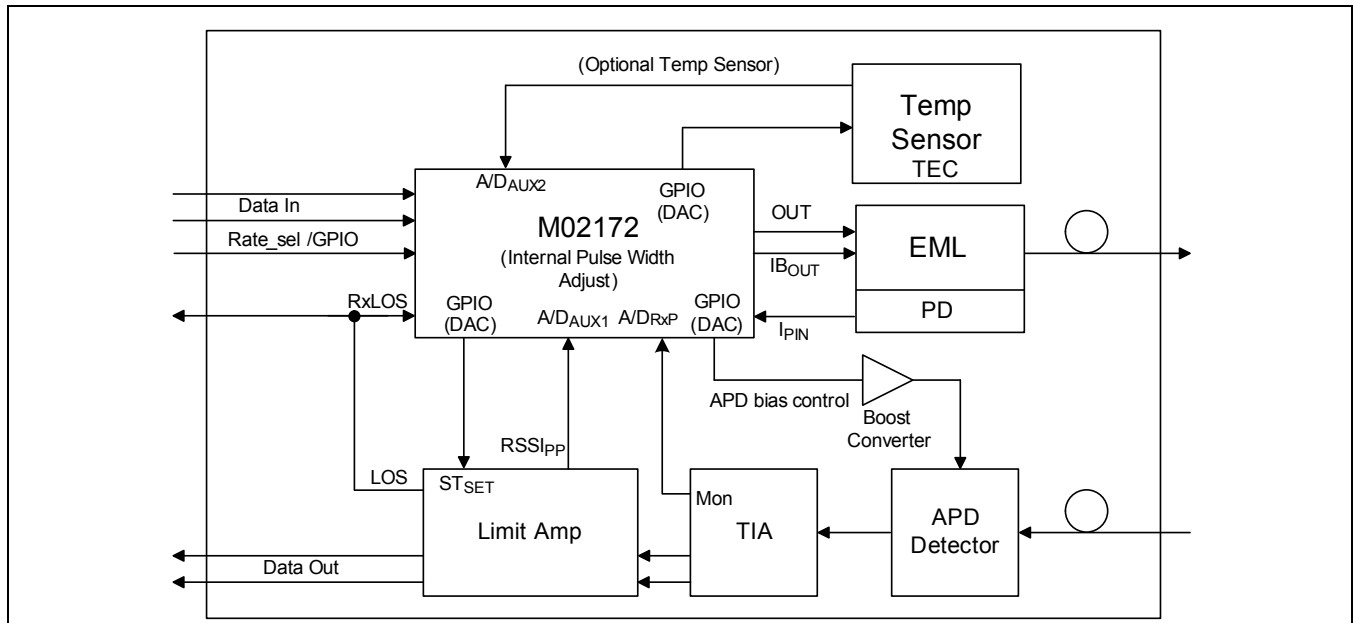 (Optional Temp Sensor)
Temp
Sensor
TEC
A/DAUX2
GPIO
(DAC)
Data In
M02172
OUT
Rate_sel /GPIO
(Internal Pulse Width
Adjust)
EML
IBOUT
RxLOS
GPIO
(DAC)
A/DAUX1
A/DRxP
GPIO
(DAC)
IPIN
PD
APD bias control
Boost
Converter
RSSIPP
LOS
STSET
Limit Amp
Mon
TIA
APD
Detector
Data Out